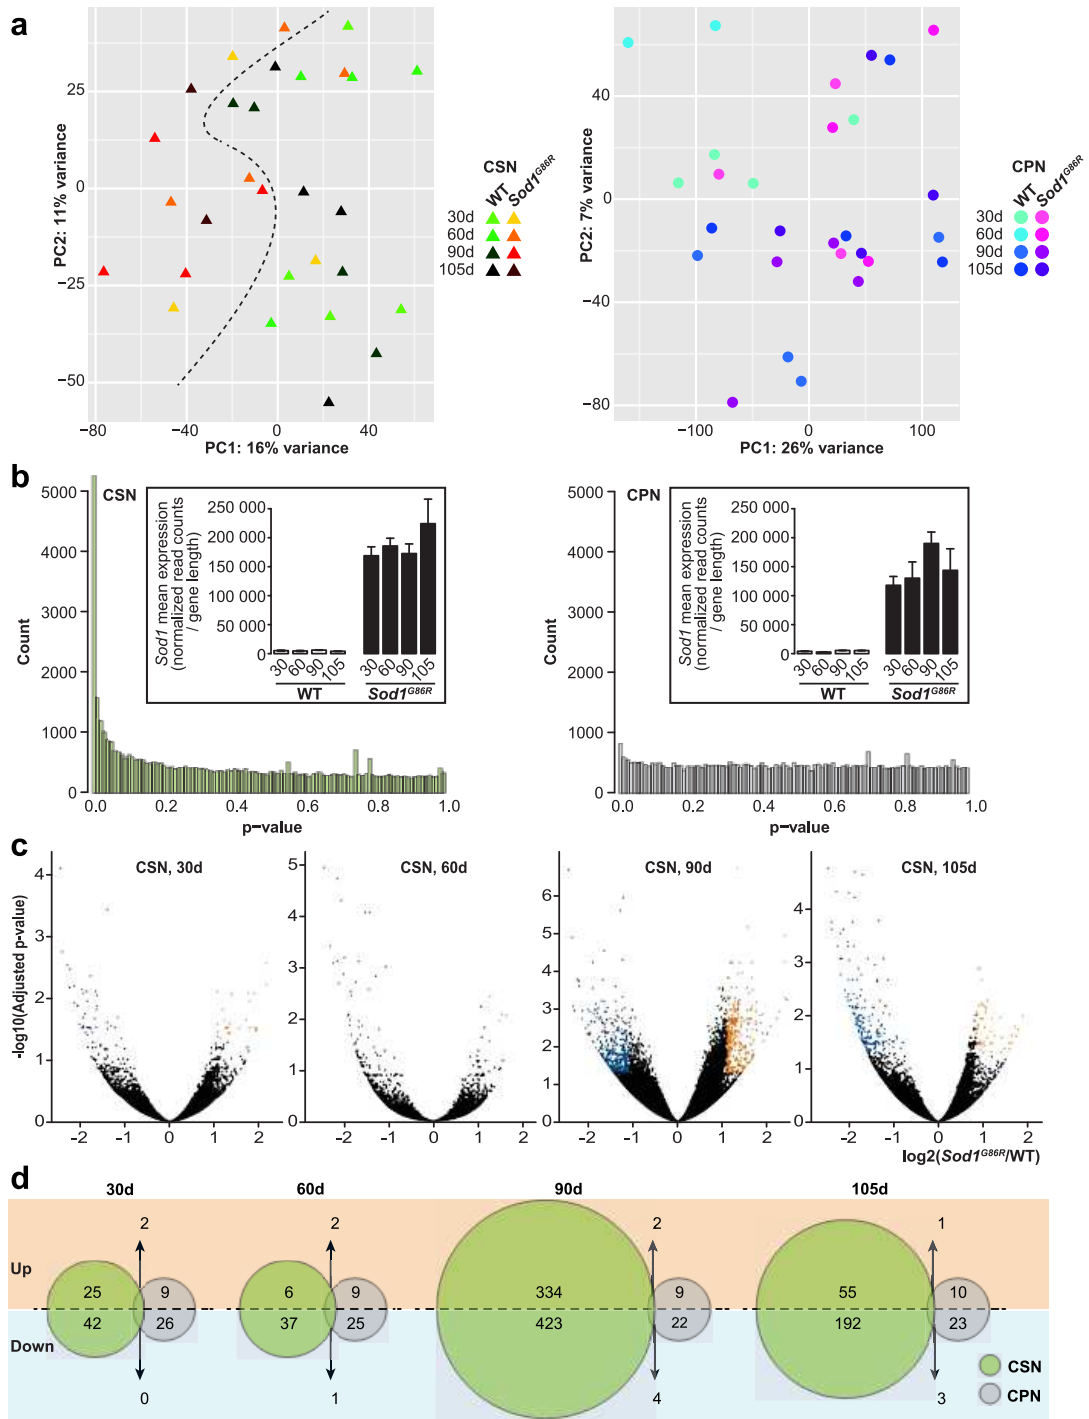 a
PC2: 11% variance
25
0
−25
−50
−80
−40
0
40
PC1: 16% variance
CSN
WT
Sod1G86R
30d
60d
90d
105d
PC2: 7% variance
40
0
−40
−80
−100
0
100
PC1: 26% variance
CPN
WT
Sod1G86R
30d
60d
90d
105d
b
CSN
Count
5000
4000
3000
2000
1000
0
0.0
0.2
0.4
0.6
0.8
1.0
p−value
Sod1 mean expression
(normalized read counts
/ gene length)
250 000
200 000
150 000
100 000
50 000
0
30
60
90
105
30
60
90
105
WT
Sod1G86R
CPN
Count
5000
4000
3000
2000
1000
0
0.0
0.2
0.4
0.6
0.8
1.0
p−value
Sod1 mean expression
(normalized read counts
/ gene length)
250 000
200 000
150 000
100 000
50 000
0
30
60
90
105
30
60
90
105
WT
Sod1G86R
c
-log10(Adjusted p-value)
CSN, 30d
4
3
2
1
0
−2
−1
0
1
2
CSN, 60d
5
4
3
2
1
0
−2
−1
0
1
2
CSN, 90d
6
5
4
3
2
1
0
−2
−1
0
1
2
CSN, 105d
5
4
3
2
1
0
−2
−1
0
1
2
log2(Sod1G86R/WT)
d
30d
60d
90d
105d
2
2
2
1
Up
25
9
6
9
334
9
55
10
42
26
37
25
423
22
192
23
Down
0
1
4
3
CSN
CPN